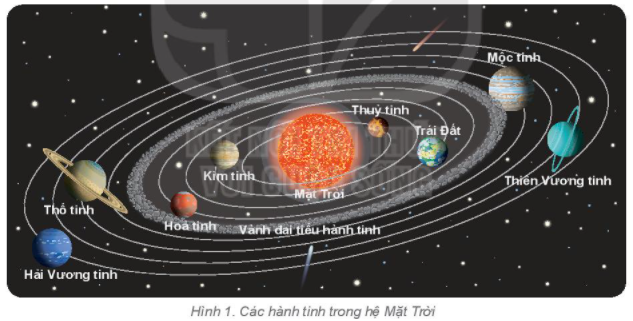 Mộc tinh
Thuỷ tinh
Trái Đất
Kim tinh
Thiên Vương tinh
Mặt Trời
Thổ tinh
Hoả tinh
Vành đai tiểu hành tinh
Hải Vương tinh
Hình 1. Các hành tinh trong hệ Mặt Trời